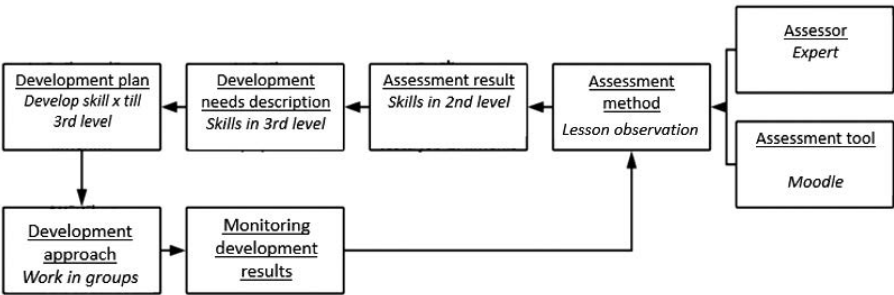 Assessor
Expert
Development plan
Develop skill x till
3rd level
Development
needs description
Skills in 3rd level
Assessment result
Skills in 2nd level
Assessment
method
Lesson observation
Assessment tool
Moodle
Development
approach
Work in groups
Monitoring
development
results